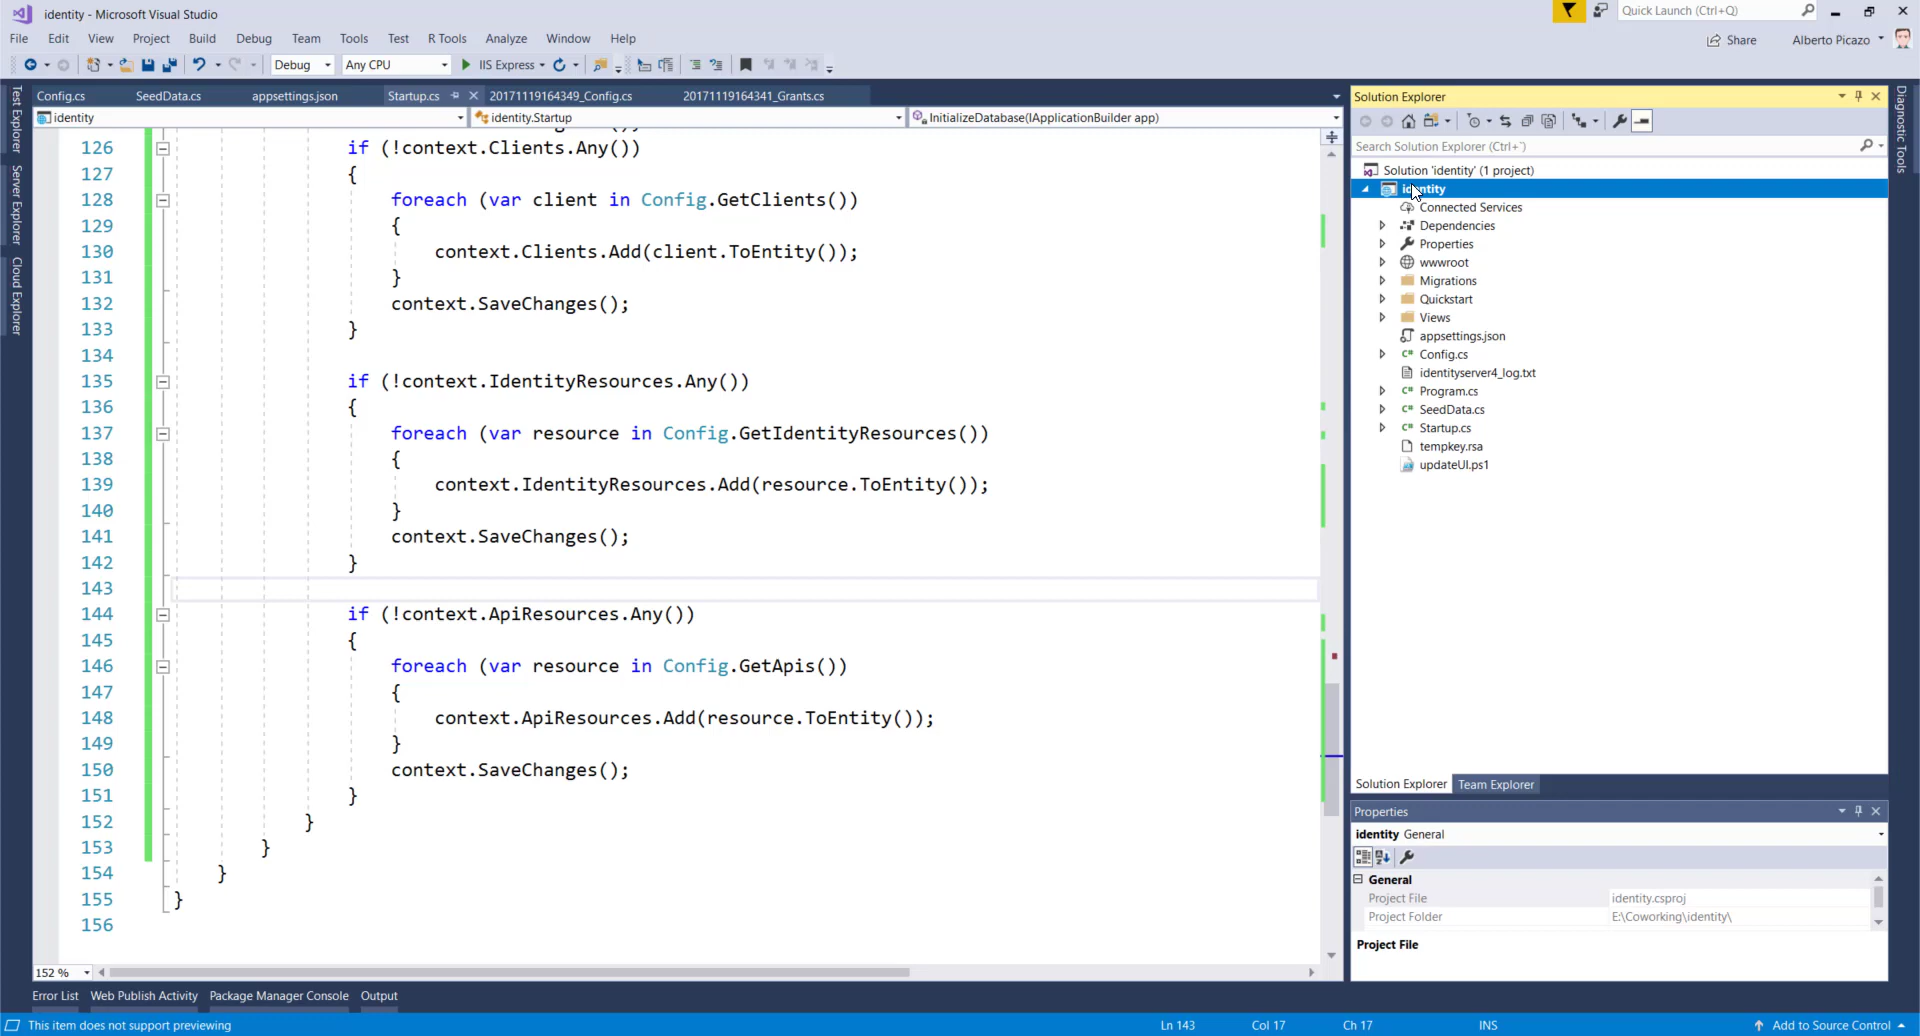 identity - Microsoft Visual Studio
Quick Launch (Ctrl+Q)
File Edit View Project Build Debug Team Tools Test R Tools Analyze Window Help
Share Alberto Picazo
Debug Any CPU IIS Express
Test Explorer
Server Explorer
Cloud Explorer
Config.cs SeedData.cs appsettings.json Startup.cs 20171119164349_Config.cs 20171119164341_Grants.cs
identity identity.Startup InitializeDatabase(IApplicationBuilder app)
126 if (!context.Clients.Any())
127 {
128 foreach (var client in Config.GetClients())
129 {
130 context.Clients.Add(client.ToEntity());
131 }
132 context.SaveChanges();
133 }
134
135 if (!context.IdentityResources.Any())
136 {
137 foreach (var resource in Config.GetIdentityResources())
138 {
139 context.IdentityResources.Add(resource.ToEntity());
140 }
141 context.SaveChanges();
142 }
143
144 if (!context.ApiResources.Any())
145 {
146 foreach (var resource in Config.GetApis())
147 {
148 context.ApiResources.Add(resource.ToEntity());
149 }
150 context.SaveChanges();
151 }
152 }
153 }
154 }
155 }
156
152 %
Solution Explorer
Search Solution Explorer (Ctrl+¨)
Solution 'identity' (1 project)
identity
Connected Services
Dependencies
Properties
wwwroot
Migrations
Quickstart
Views
appsettings.json
C# Config.cs
identityserver4_log.txt
C# Program.cs
C# SeedData.cs
C# Startup.cs
tempkey.rsa
updateUI.ps1
Solution Explorer Team Explorer
Properties
identity General
General
Project File identity.csproj
Project Folder E:\Coworking\identity\
Project File
Diagnostic Tools
Error List Web Publish Activity Package Manager Console Output
This item does not support previewing Ln 143 Col 17 Ch 17 INS Add to Source Control